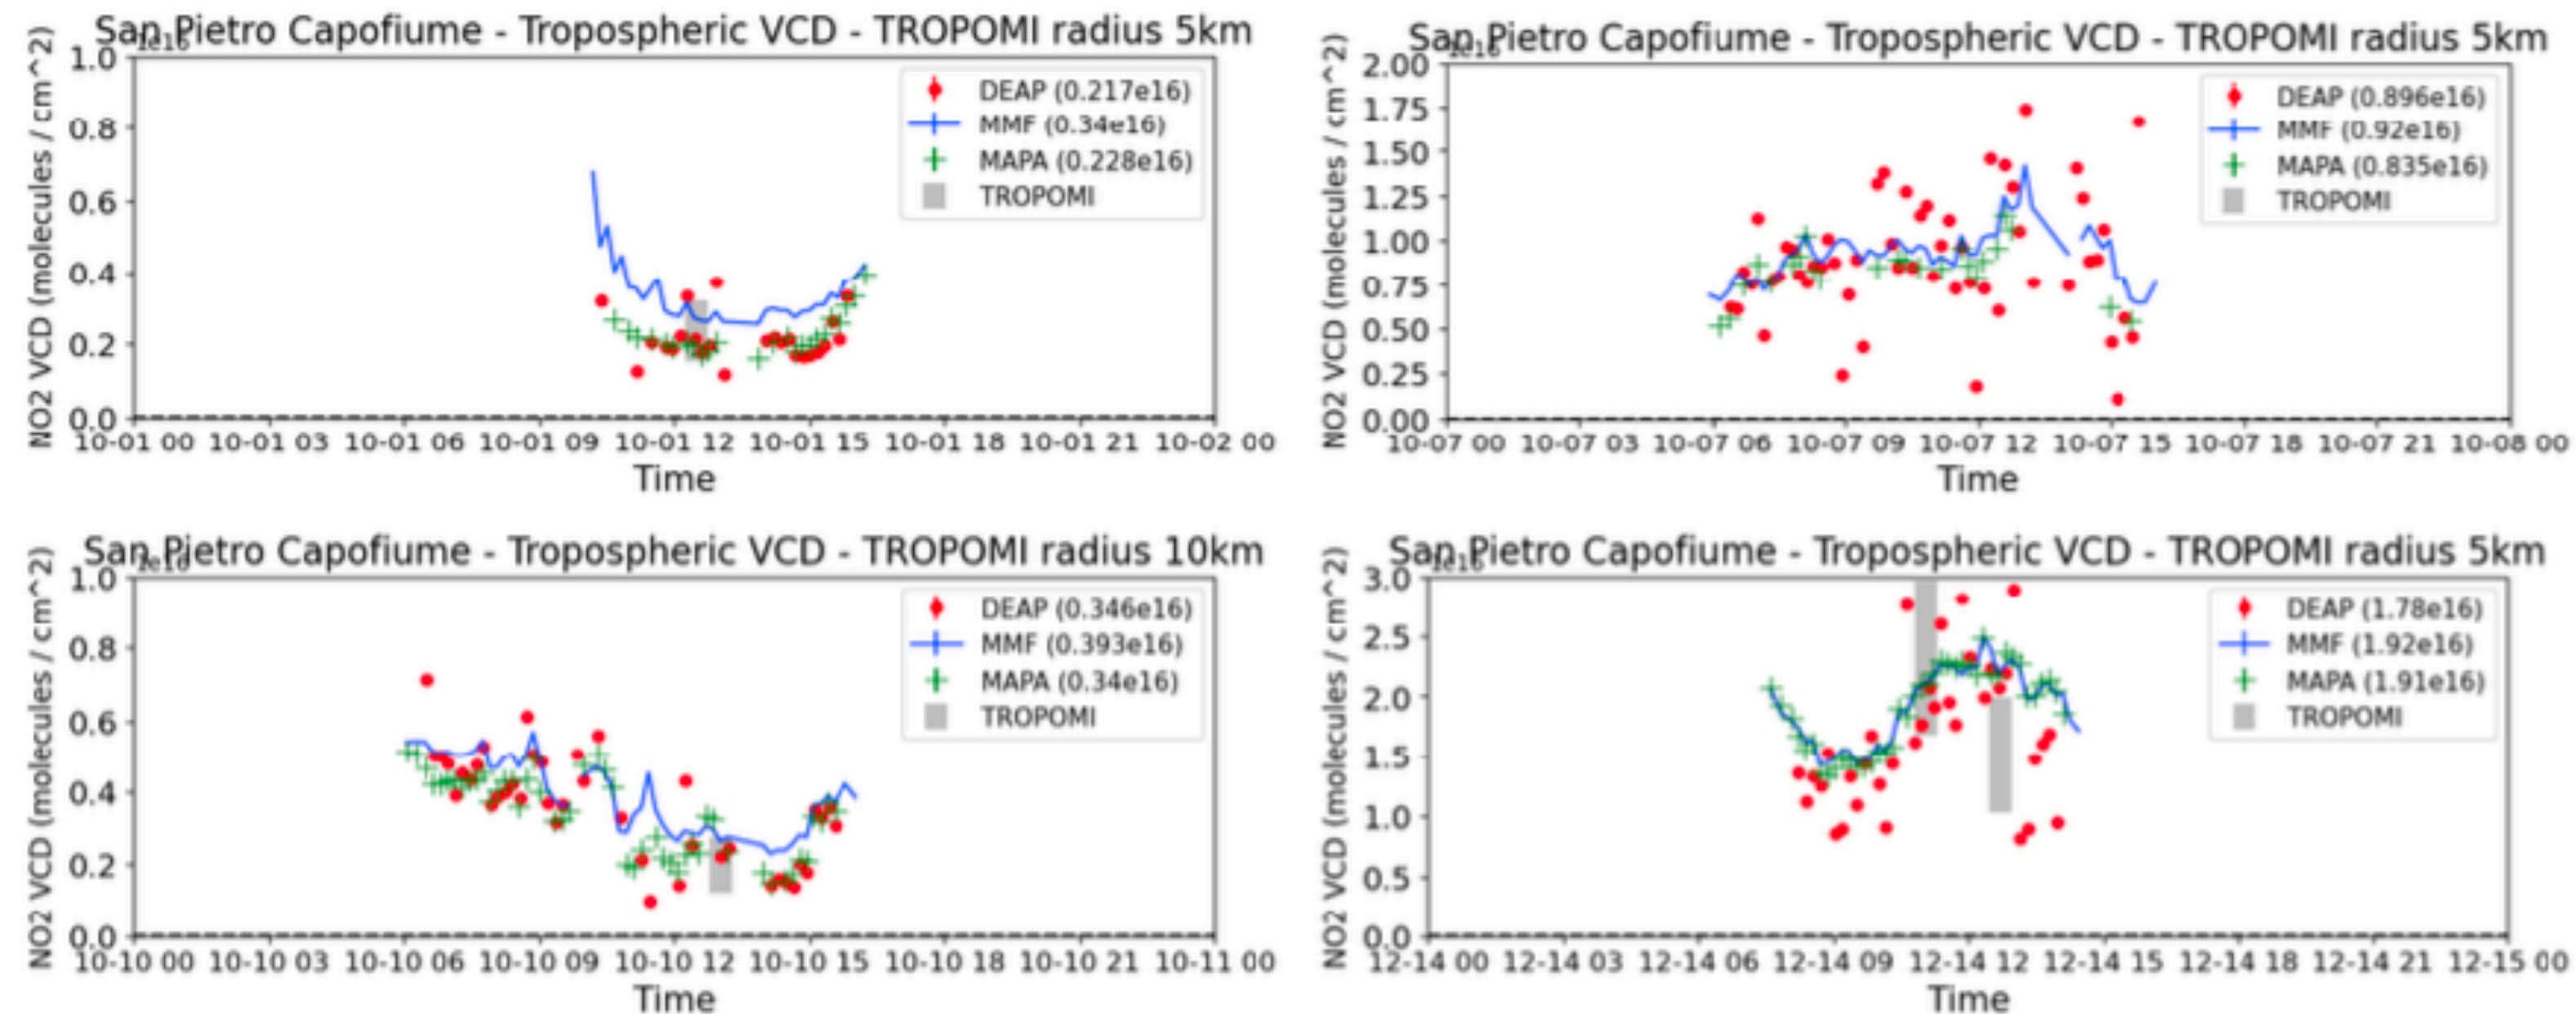 San Pietro Capofiume - Tropospheric VCD - TROPOMI radius 5km
1e16
NO2 VCD (molecules / cm^2)
1.0
0.8
0.6
0.4
0.2
0.0
DEAP (0.217e16)
MMF (0.34e16)
MAPA (0.228e16)
TROPOMI
10-01 00 10-01 03 10-01 06 10-01 09 10-01 12 10-01 15 10-01 18 10-01 21 10-02 00
Time
San Pietro Capofiume - Tropospheric VCD - TROPOMI radius 5km
1e16
NO2 VCD (molecules / cm^2)
2.00
1.75
1.50
1.25
1.00
0.75
0.50
0.25
0.00
DEAP (0.896e16)
MMF (0.92e16)
MAPA (0.835e16)
TROPOMI
10-07 00 10-07 03 10-07 06 10-07 09 10-07 12 10-07 15 10-07 18 10-07 21 10-08 00
Time
San Pietro Capofiume - Tropospheric VCD - TROPOMI radius 10km
1e16
NO2 VCD (molecules / cm^2)
1.0
0.8
0.6
0.4
0.2
0.0
DEAP (0.346e16)
MMF (0.393e16)
MAPA (0.34e16)
TROPOMI
10-10 00 10-10 03 10-10 06 10-10 09 10-10 12 10-10 15 10-10 18 10-10 21 10-11 00
Time
San Pietro Capofiume - Tropospheric VCD - TROPOMI radius 5km
1e16
NO2 VCD (molecules / cm^2)
3.0
2.5
2.0
1.5
1.0
0.5
0.0
DEAP (1.78e16)
MMF (1.92e16)
MAPA (1.91e16)
TROPOMI
12-14 00 12-14 03 12-14 06 12-14 09 12-14 12 12-14 15 12-14 18 12-14 21 12-15 00
Time